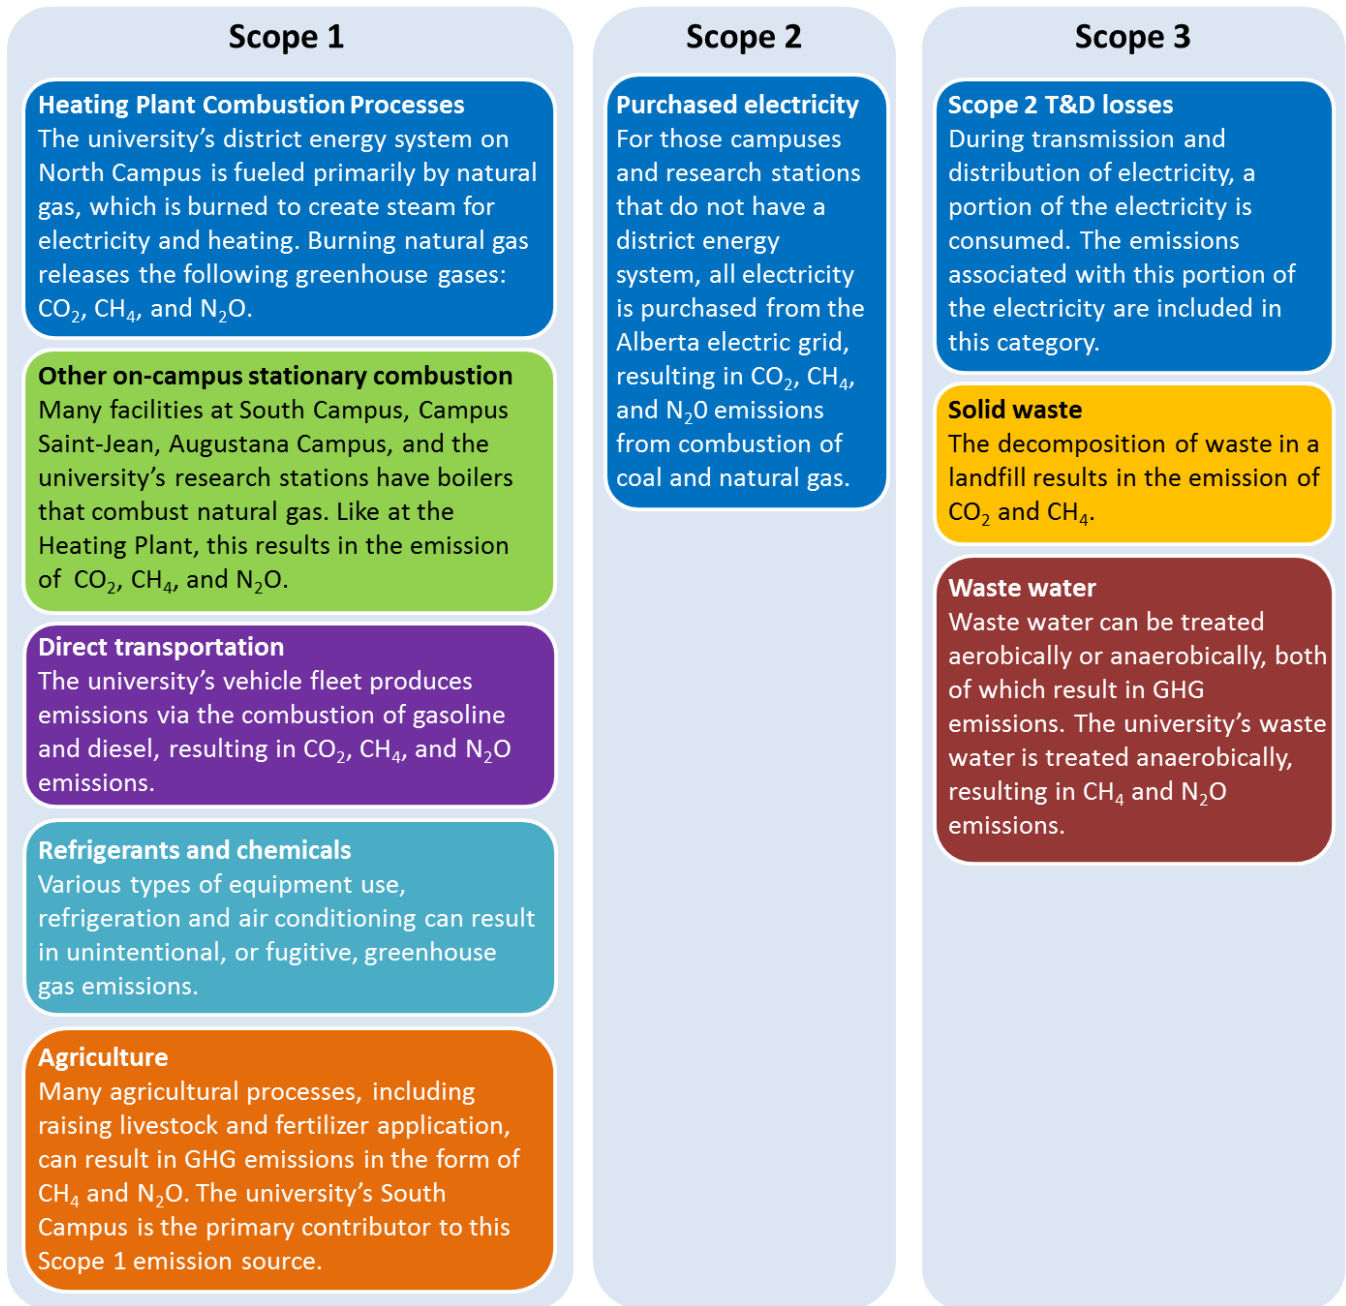 Scope 1
Heating Plant Combustion Processes
The university’s district energy system on
North Campus is fueled primarily by natural
gas, which is burned to create steam for
electricity and heating. Burning natural gas
releases the following greenhouse gases:
CO₂, CH₄, and N₂O.
Other on-campus stationary combustion
Many facilities at South Campus, Campus
Saint-Jean, Augustana Campus, and the
university’s research stations have boilers
that combust natural gas. Like at the
Heating Plant, this results in the emission
of  CO₂, CH₄, and N₂O.
Direct transportation
The university’s vehicle fleet produces
emissions via the combustion of gasoline
and diesel, resulting in CO₂, CH₄, and N₂O
emissions.
Refrigerants and chemicals
Various types of equipment use,
refrigeration and air conditioning can result
in unintentional, or fugitive, greenhouse
gas emissions.
Agriculture
Many agricultural processes, including
raising livestock and fertilizer application,
can result in GHG emissions in the form of
CH₄ and N₂O. The university’s South
Campus is the primary contributor to this
Scope 1 emission source.
Scope 2
Purchased electricity
For those campuses
and research stations
that do not have a
district energy
system, all electricity
is purchased from the
Alberta electric grid,
resulting in CO₂, CH₄,
and N₂0 emissions
from combustion of
coal and natural gas.
Scope 3
Scope 2 T&D losses
During transmission and
distribution of electricity, a
portion of the electricity is
consumed. The emissions
associated with this portion of
the electricity are included in
this category.
Solid waste
The decomposition of waste in a
landfill results in the emission of
CO₂ and CH₄.
Waste water
Waste water can be treated
aerobically or anaerobically, both
of which result in GHG
emissions. The university’s waste
water is treated anaerobically,
resulting in CH₄ and N₂O
emissions.